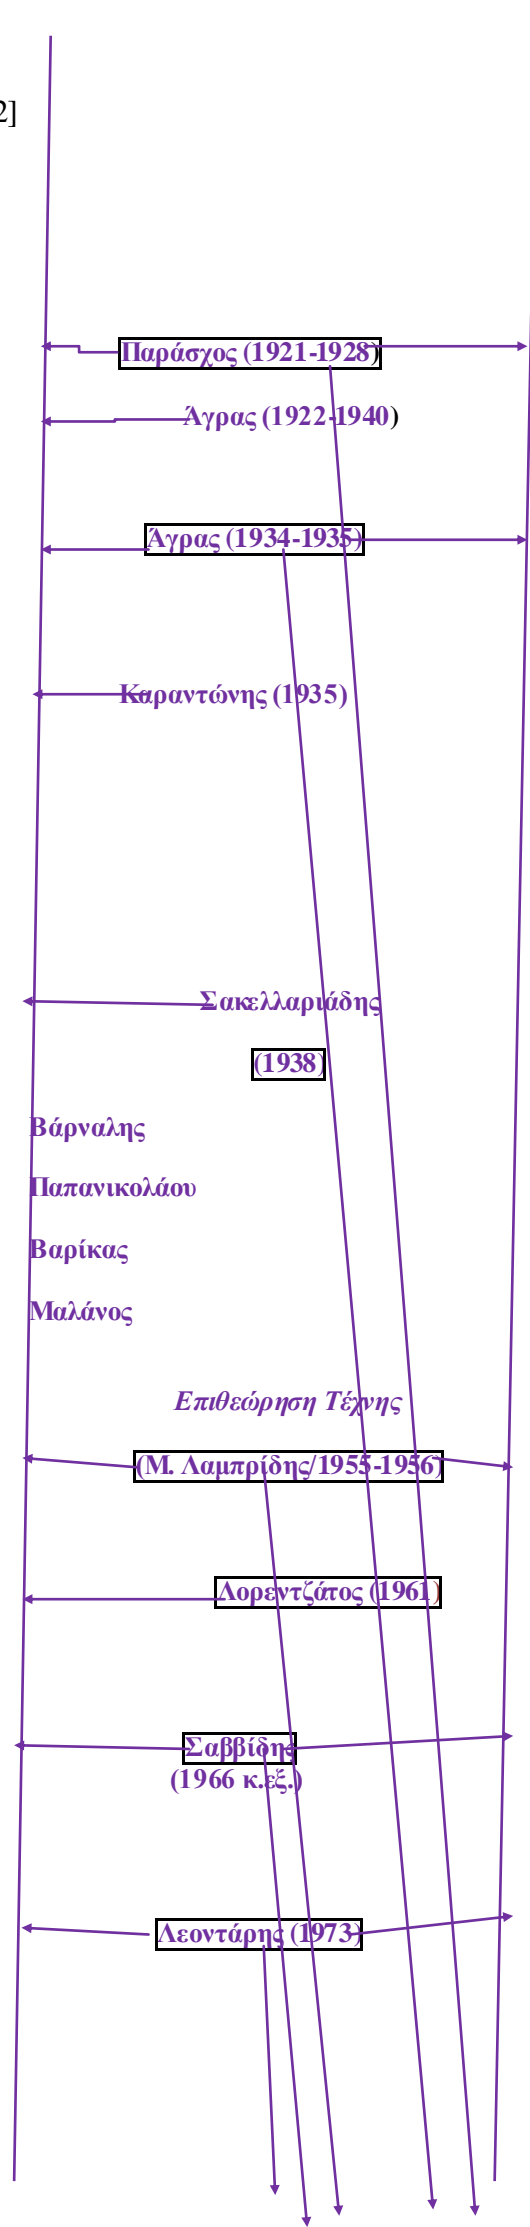 2]
Παράσχος (1921-1928)
Άγρας (1922-1940)
Άγρας (1934-1935)
Καραντώνης (1935)
Σακελλαριάδης
(1938)
Βάρναλης
Παπανικολάου
Βαρίκας
Μαλάνος
Επιθεώρηση Τέχνης
(Μ. Λαμπρίδης/1955-1956)
Λορεντζάτος (1961)
Σαββίδης
(1966 κ.εξ.)
Λεοντάρης (1973)